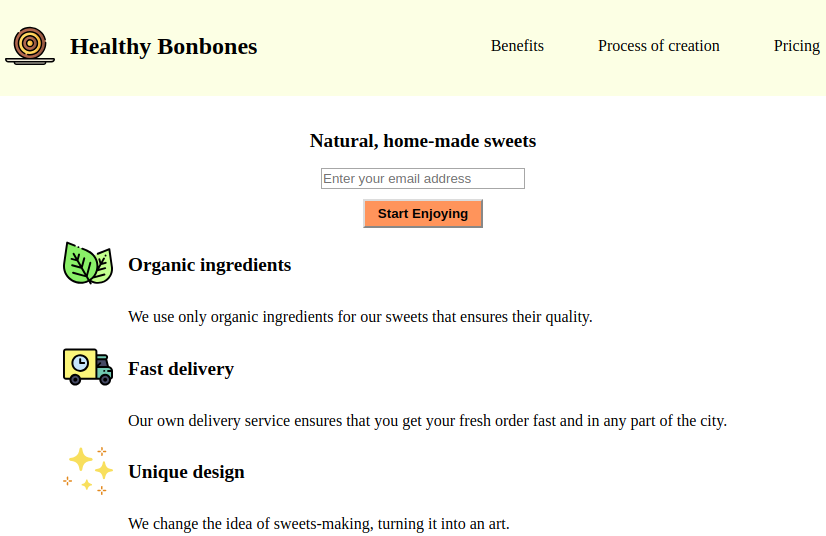 Healthy Bonbones
Benefits
Process of creation
Pricing
Natural, home-made sweets
Enter your email address
Start Enjoying
Organic ingredients
We use only organic ingredients for our sweets that ensures their quality.
Fast delivery
Our own delivery service ensures that you get your fresh order fast and in any part of the city.
Unique design
We change the idea of sweets-making, turning it into an art.